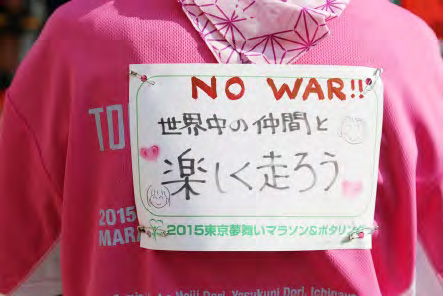 NO WAR!!
世界中の仲間と
楽しく走ろう
2015東京夢舞いマラソン&ポタリング
TO
2015
MARA
Meiji Dori, Yasukuni Dori, Ichigaya